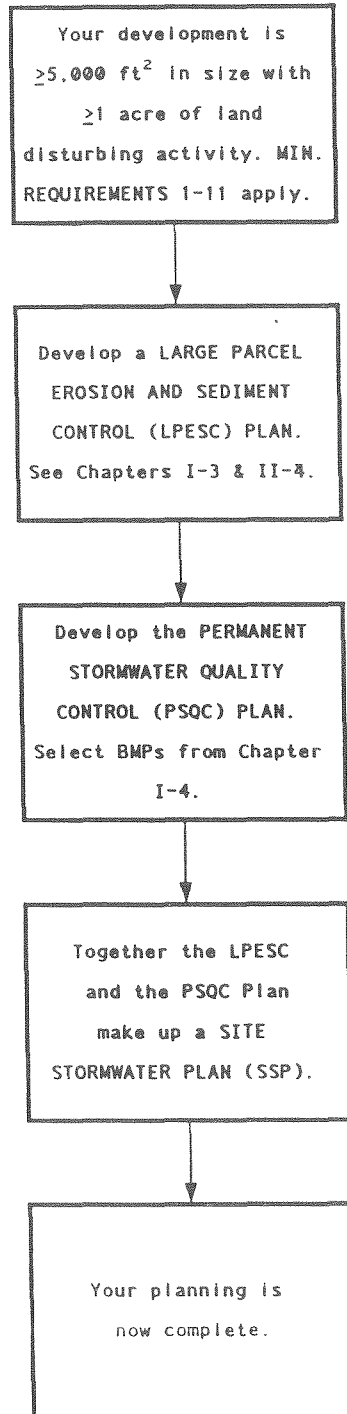 Your development is
≥5,000 ft² in size with
≥1 acre of land
disturbing activity. MIN.
REQUIREMENTS 1-11 apply.
Develop a LARGE PARCEL
EROSION AND SEDIMENT
CONTROL (LPESC) PLAN.
See Chapters I-3 & II-4.
Develop the PERMANENT
STORMWATER QUALITY
CONTROL (PSQC) PLAN.
Select BMPs from Chapter
I-4.
Together the LPESC
and the PSQC Plan
make up a SITE
STORMWATER PLAN (SSP).
Your planning is
now complete.